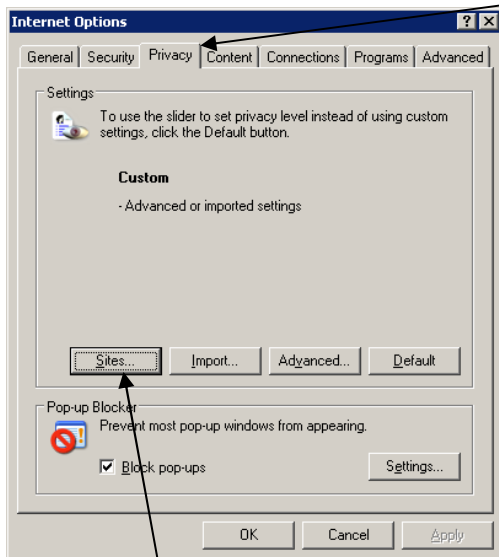 Internet Options
General Security Privacy Content Connections Programs Advanced
Settings
To use the slider to set privacy level instead of using custom
settings, click the Default button.
Custom
- Advanced or imported settings
Sites... Import... Advanced... Default
Pop-up Blocker
Prevent most pop-up windows from appearing.
Block pop-ups Settings...
OK Cancel Apply